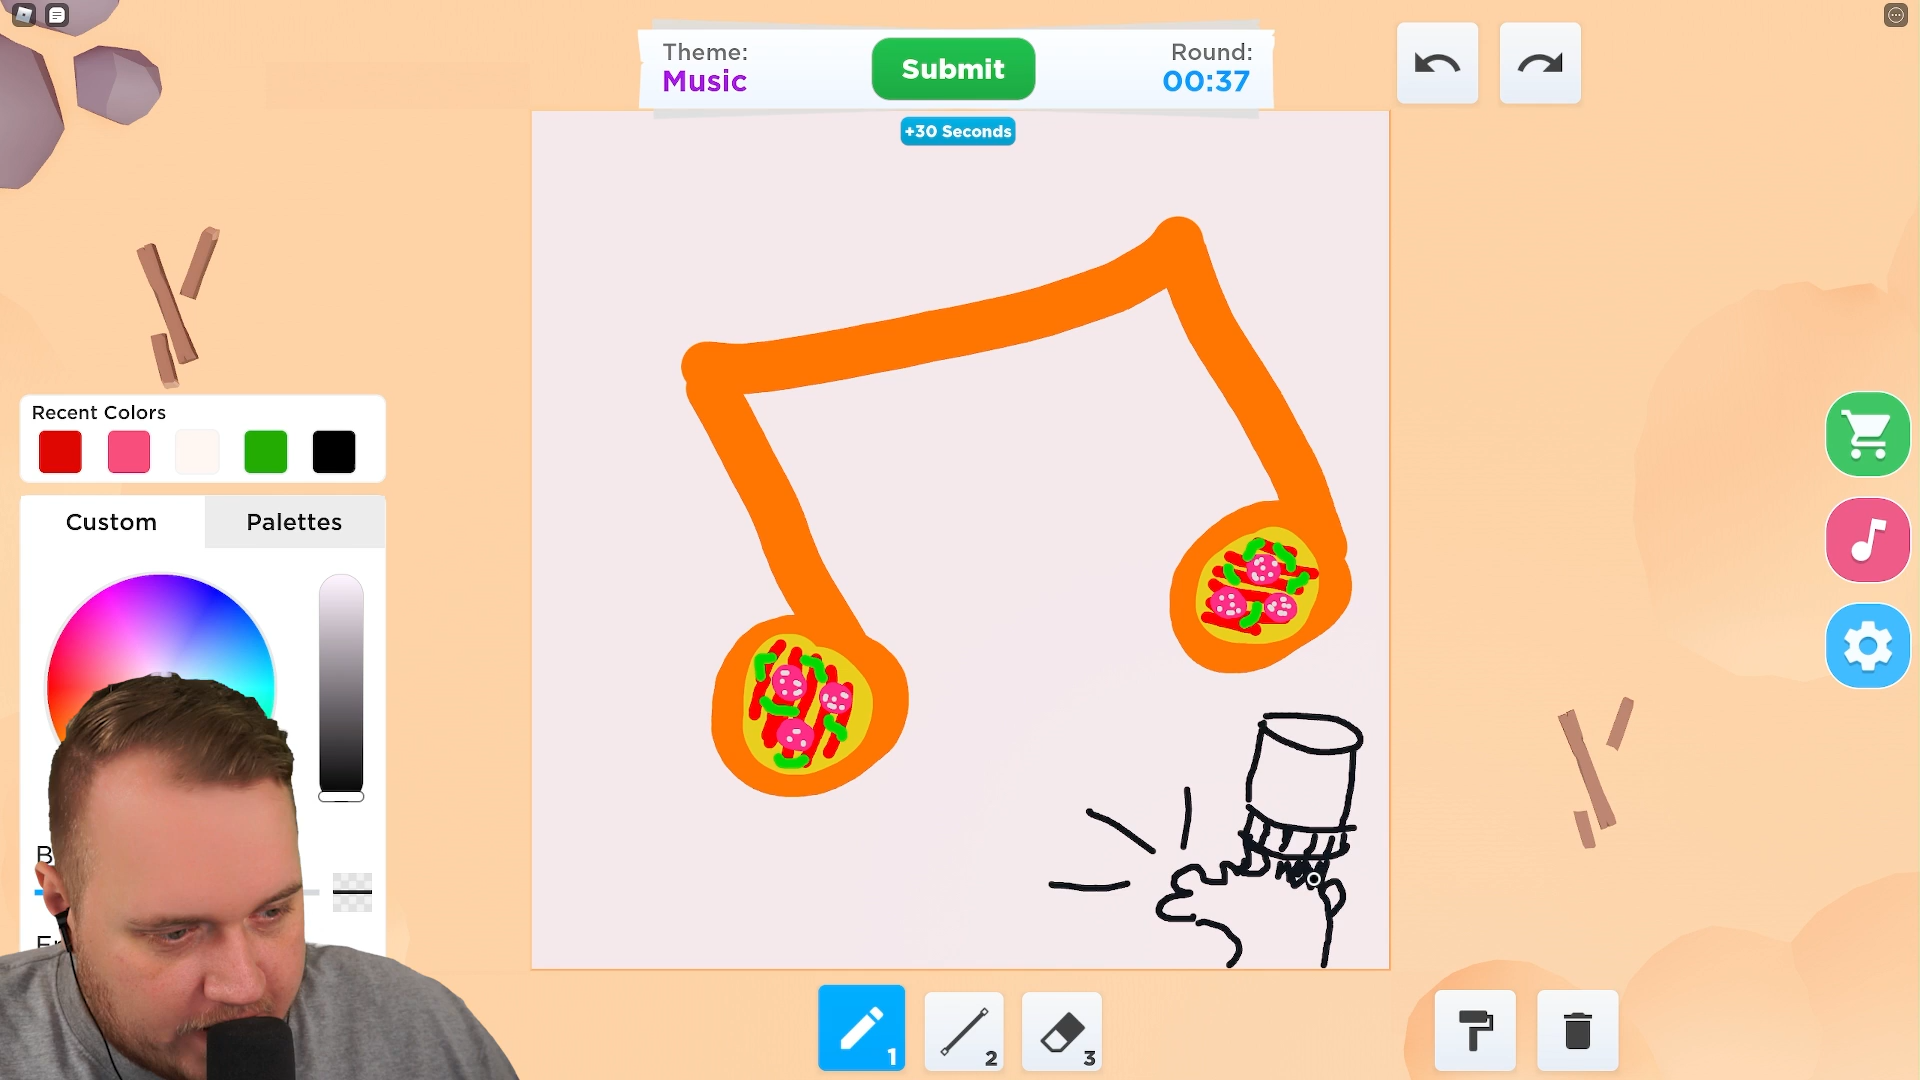 Theme:
Music
Submit
Round:
00:37
+30 Seconds
Recent Colors
Custom
Palettes
B
1
2
3